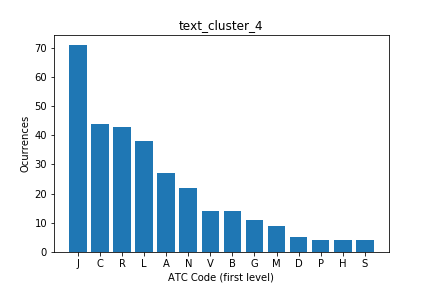 text_cluster_4
70
60
50
40
30
20
10
0
Ocurrences
J C R L A N V B G M D P H S
ATC Code (first level)